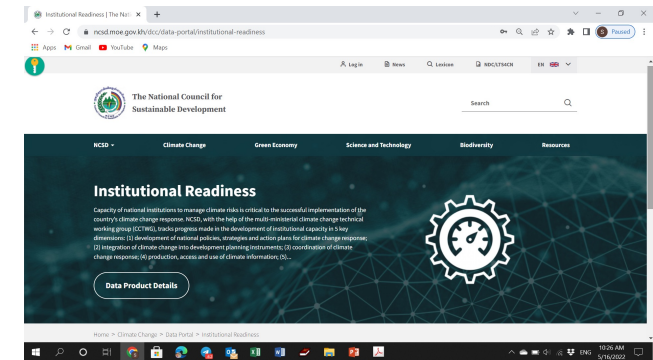 Institutional Readiness | The Nati
ncsd.moe.gov.kh/dcc/data-portal/institutional-readiness
S Paused
Apps Gmail YouTube Maps
Log in News Lexicon NDC/LTS4CN EN
The National Council for
Sustainable Development
Search
NCSD Climate Change Green Economy Science and Technology Biodiversity Resources
Institutional Readiness
Capacity of national institutions to manage climate risks is critical to the successful implementation of the
country's climate change response. NCSD, with the help of the multi-ministerial climate change technical
working group (CCTWG), tracks progress made in the development of institutional capacity in 5 key
dimensions: (1) development of national policies, strategies and action plans for climate change response;
(2) integration of climate change into development planning instruments; (3) coordination of climate
change response; (4) production, access and use of climate information; (5)...
Data Product Details
Home > Climate Change > Data Portal > Institutional Readiness
ENG
10:26 AM
5/16/2022